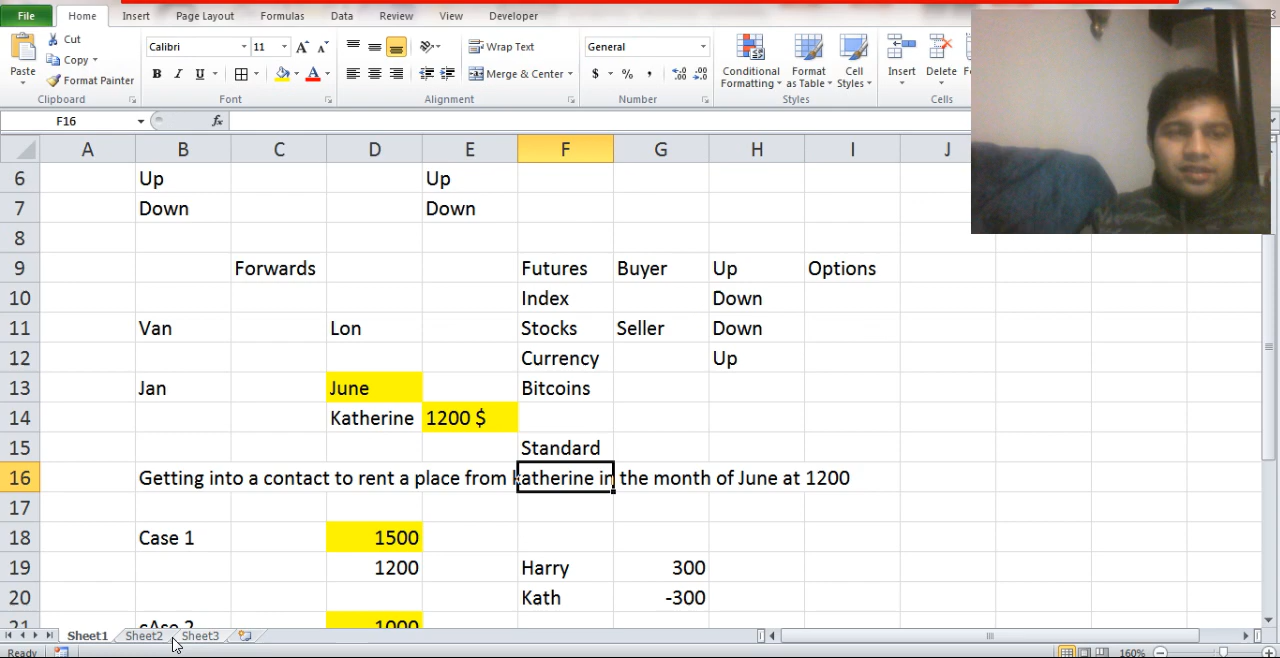 File Home Insert Page Layout Formulas Data Review View Developer
Cut
Copy
Format Painter
Paste
Calibri 11
B I U
Wrap Text
Merge & Center
General
$ %
Conditional Formatting
Format as Table
Cell Styles
Insert
Delete
Clipboard Font Alignment Number Styles Cells
F16 fx
A B C D E F G H I J
6 Up Up
7 Down Down
8
9 Forwards Futures Buyer Up Options
10 Index Down
11 Van Lon Stocks Seller Down
12 Currency Up
13 Jan June Bitcoins
14 Katherine 1200 $
15 Standard
16 Getting into a contact to rent a place from katherine in the month of June at 1200
17
18 Case 1 1500
19 1200 Harry 300
20 Kath -300
21 cAse 2 1000
Sheet1 Sheet2 Sheet3
Ready 160%